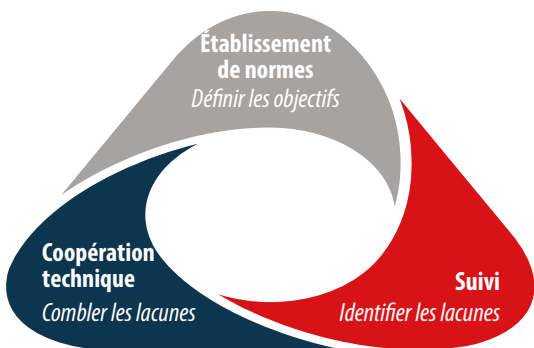 Établissement
de normes
Définir les objectifs
Coopération
technique
Combler les lacunes
Suivi
Identifier les lacunes